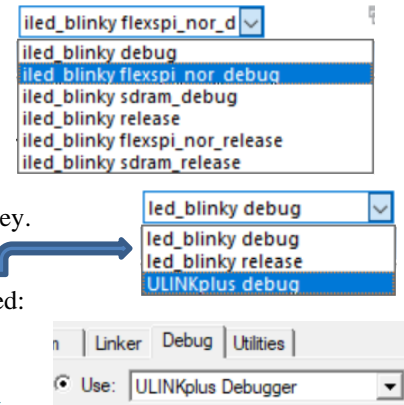 iled_blinky flexspi_nor_d
iled_blinky debug
iled_blinky flexspi_nor_debug
iled_blinky sdram_debug
iled_blinky release
iled_blinky flexspi_nor_release
iled_blinky sdram_release
ey.
led_blinky debug
led_blinky debug
led_blinky release
ULINKplus debug
ed:
Linker Debug Utilities
Use: ULINKplus Debugger